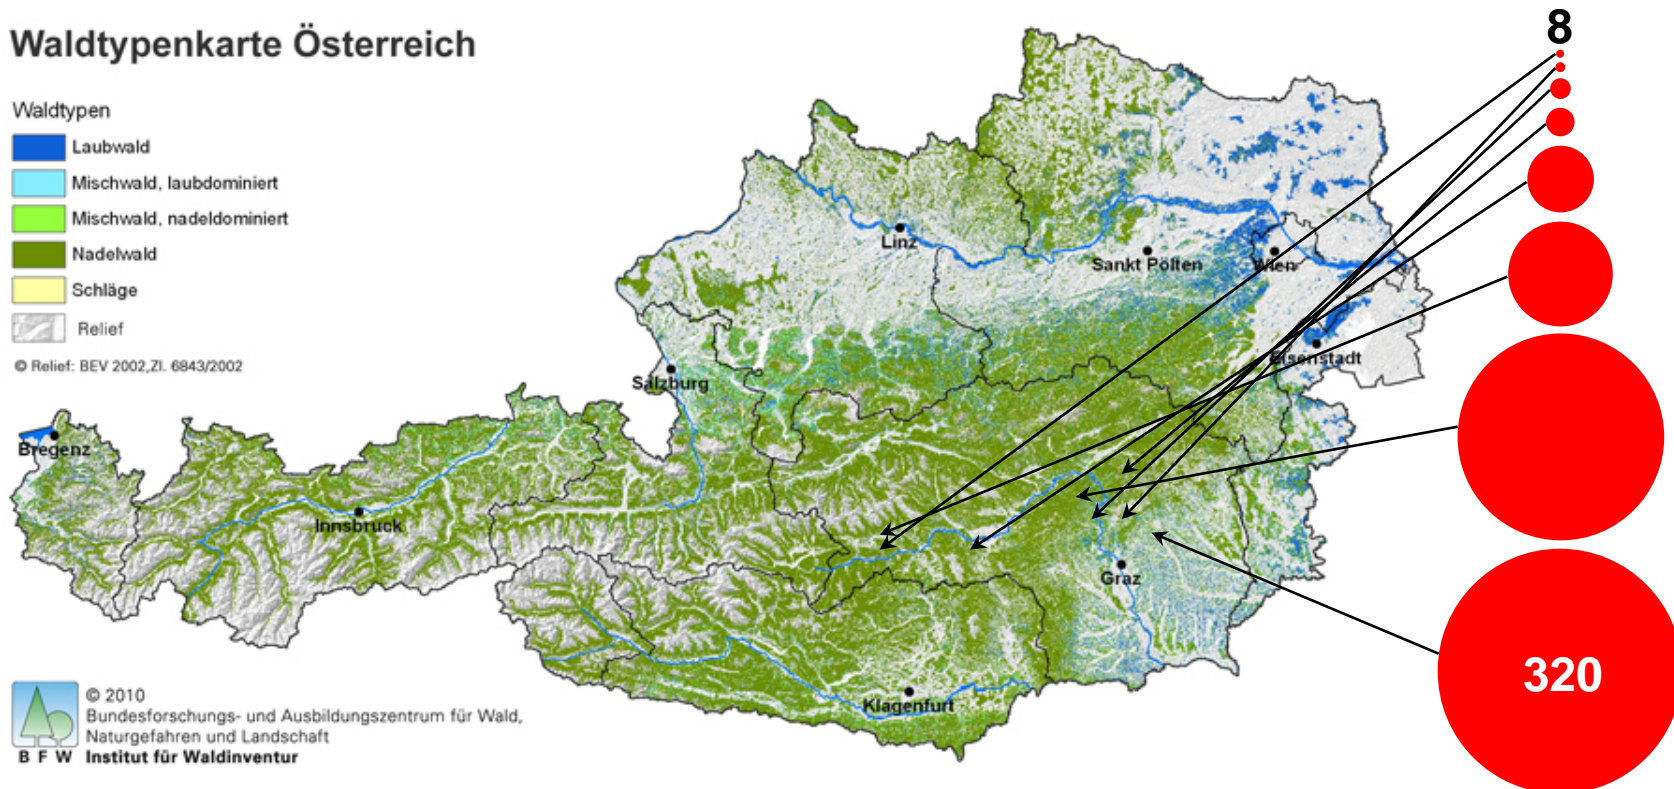 Waldtypenkarte Österreich
8
Waldtypen
Laubwald
Mischwald, laubdominiert
Mischwald, nadeldominiert
Nadelwald
Schläge
Relief
© Relief: BEV 2002,Zl. 6843/2002
Linz
Sankt Pölten
Wien
Eisenstadt
Salzburg
Bregenz
Innsbruck
Graz
Klagenfurt
320
© 2010
Bundesforschungs- und Ausbildungszentrum für Wald,
Naturgefahren und Landschaft
B F W Institut für Waldinventur